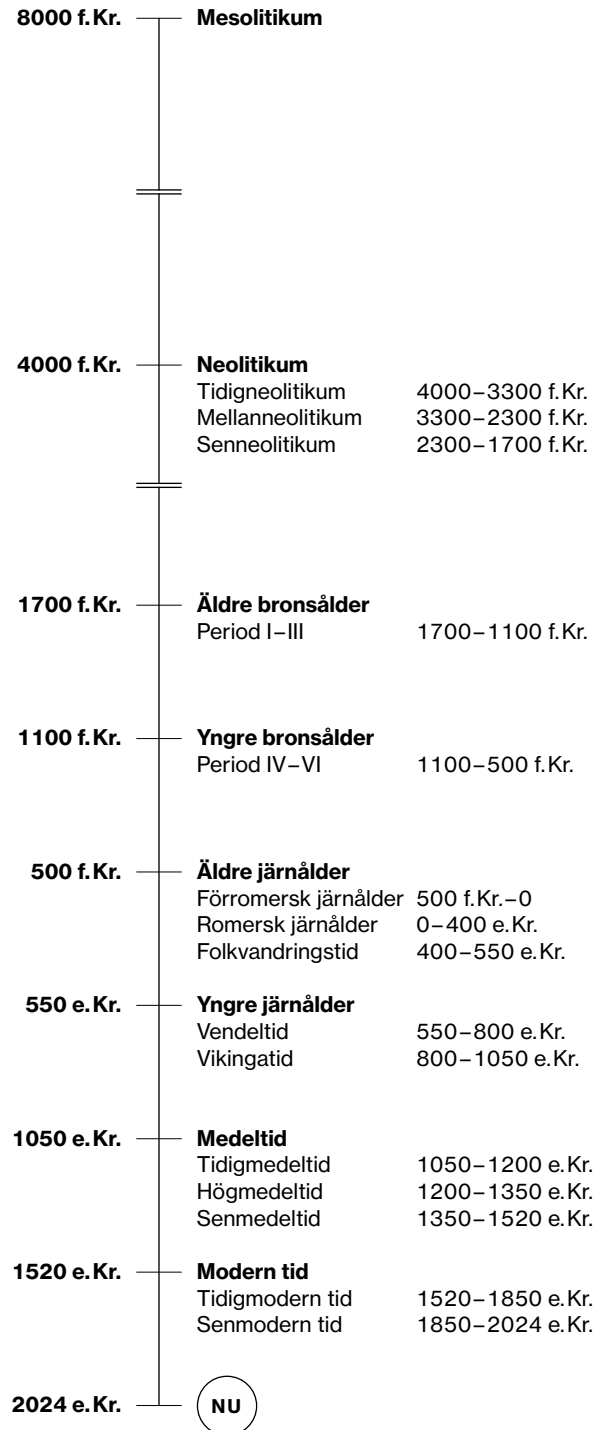 8000 f.Kr. Mesolitikum
4000 f.Kr. Neolitikum
Tidigneolitikum 4000–3300 f.Kr.
Mellanneolitikum 3300–2300 f.Kr.
Senneolitikum 2300–1700 f.Kr.
1700 f.Kr. Äldre bronsålder
Period I–III 1700–1100 f.Kr.
1100 f.Kr. Yngre bronsålder
Period IV–VI 1100–500 f.Kr.
500 f.Kr. Äldre järnålder
Förromersk järnålder 500 f.Kr.–0
Romersk järnålder 0–400 e.Kr.
Folkvandringstid 400–550 e.Kr.
550 e.Kr. Yngre järnålder
Vendeltid 550–800 e.Kr.
Vikingatid 800–1050 e.Kr.
1050 e.Kr. Medeltid
Tidigmedeltid 1050–1200 e.Kr.
Högmedeltid 1200–1350 e.Kr.
Senmedeltid 1350–1520 e.Kr.
1520 e.Kr. Modern tid
Tidigmodern tid 1520–1850 e.Kr.
Senmodern tid 1850–2024 e.Kr.
2024 e.Kr. NU